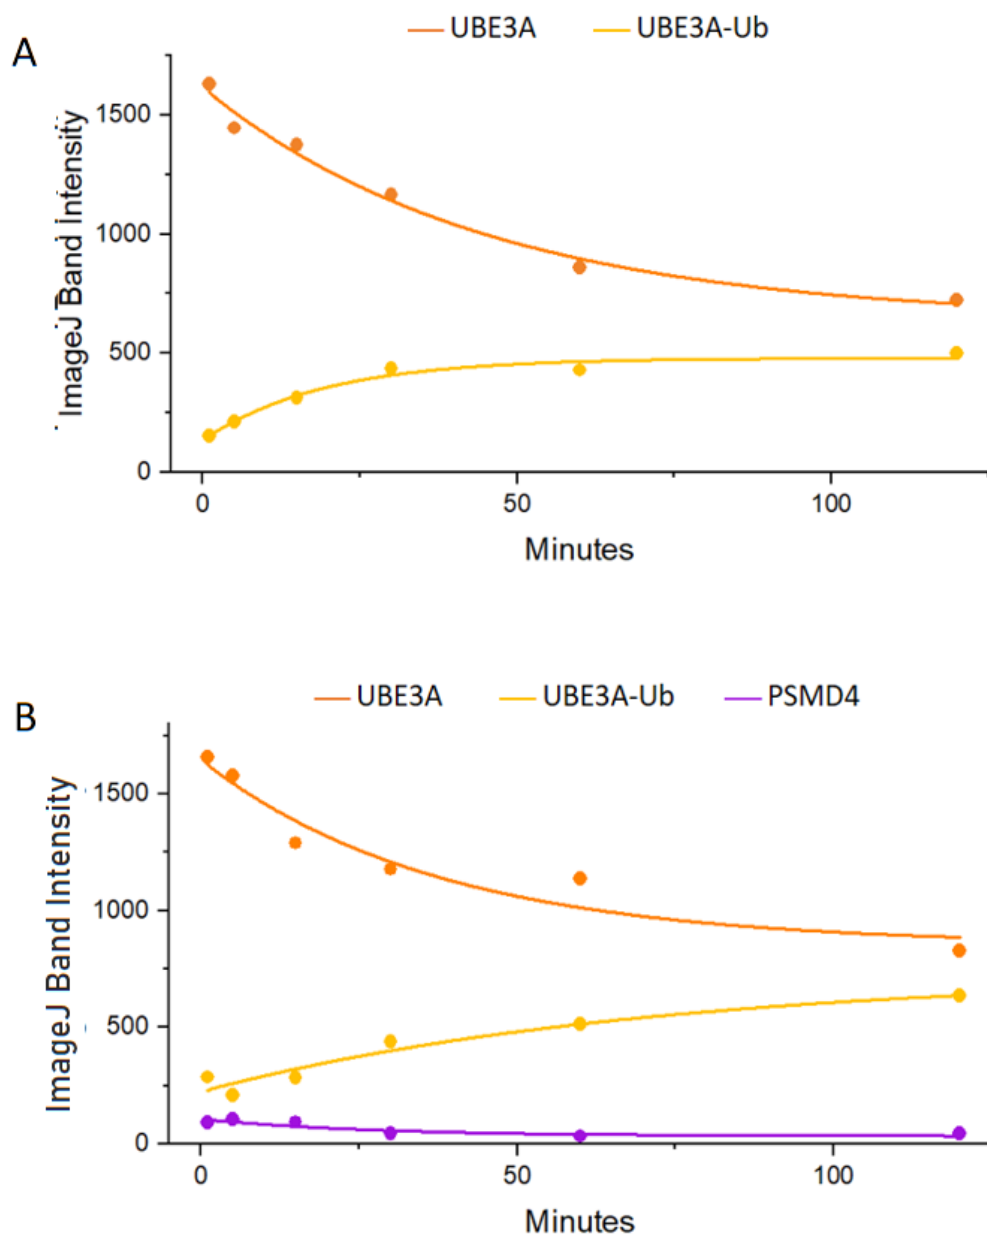 A
UBE3A UBE3A-Ub
ImageJ Band Intensity
1500
1000
500
0
0 50 100
Minutes
B
UBE3A UBE3A-Ub PSMD4
ImageJ Band Intensity
1500
1000
500
0
0 50 100
Minutes